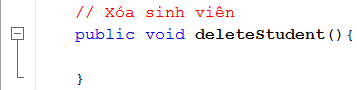 // Xóa sinh viên
public void deleteStudent(){
}